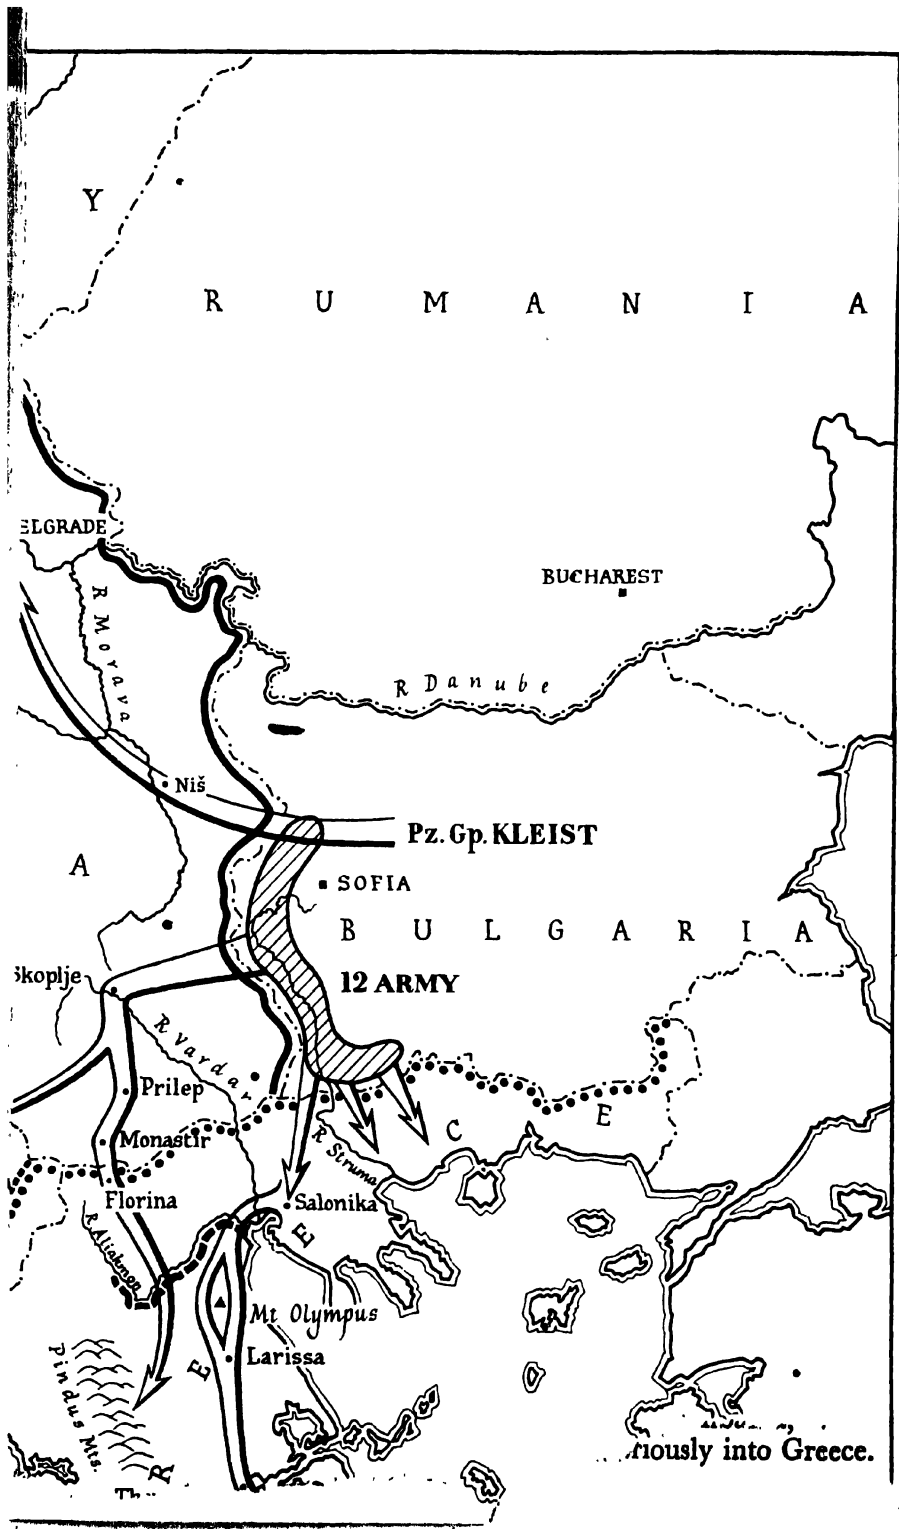 Y
R U M A N I A
ELGRADE
BUCHAREST
R Morava
R Danube
Niš
Pz. Gp. KLEIST
A
SOFIA
B U L G A R I A
12 ARMY
Skoplje
R Vardar
Prilep
E
C
Monastir
R Struma
Florina
Salonika
R Aliakmon
E
Mt Olympus
Larissa
E
Pindus Mts.
R
riously into Greece.